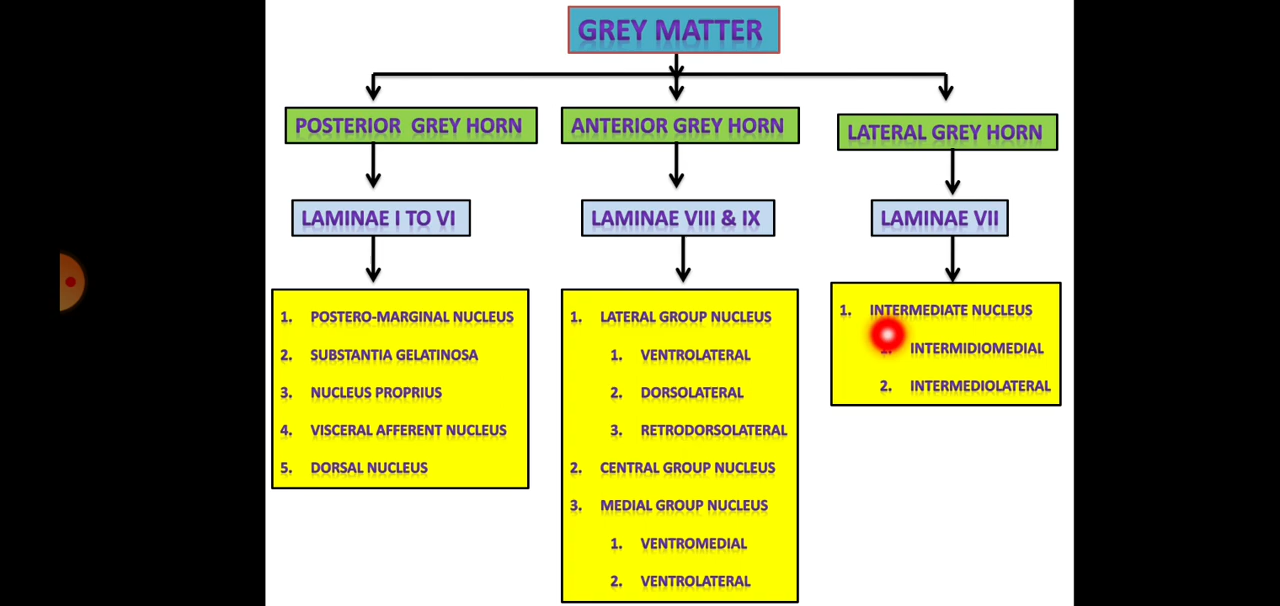 GREY MATTER
POSTERIOR GREY HORN
ANTERIOR GREY HORN
LATERAL GREY HORN
LAMINAE I TO VI
LAMINAE VIII & IX
LAMINAE VII
1. POSTERO-MARGINAL NUCLEUS
2. SUBSTANTIA GELATINOSA
3. NUCLEUS PROPRIUS
4. VISCERAL AFFERENT NUCLEUS
5. DORSAL NUCLEUS
1. LATERAL GROUP NUCLEUS
1. VENTROLATERAL
2. DORSOLATERAL
3. RETRODORSOLATERAL
2. CENTRAL GROUP NUCLEUS
3. MEDIAL GROUP NUCLEUS
1. VENTROMEDIAL
2. VENTROLATERAL
1. INTERMEDIATE NUCLEUS
1. INTERMIDIOMEDIAL
2. INTERMEDIOLATERAL